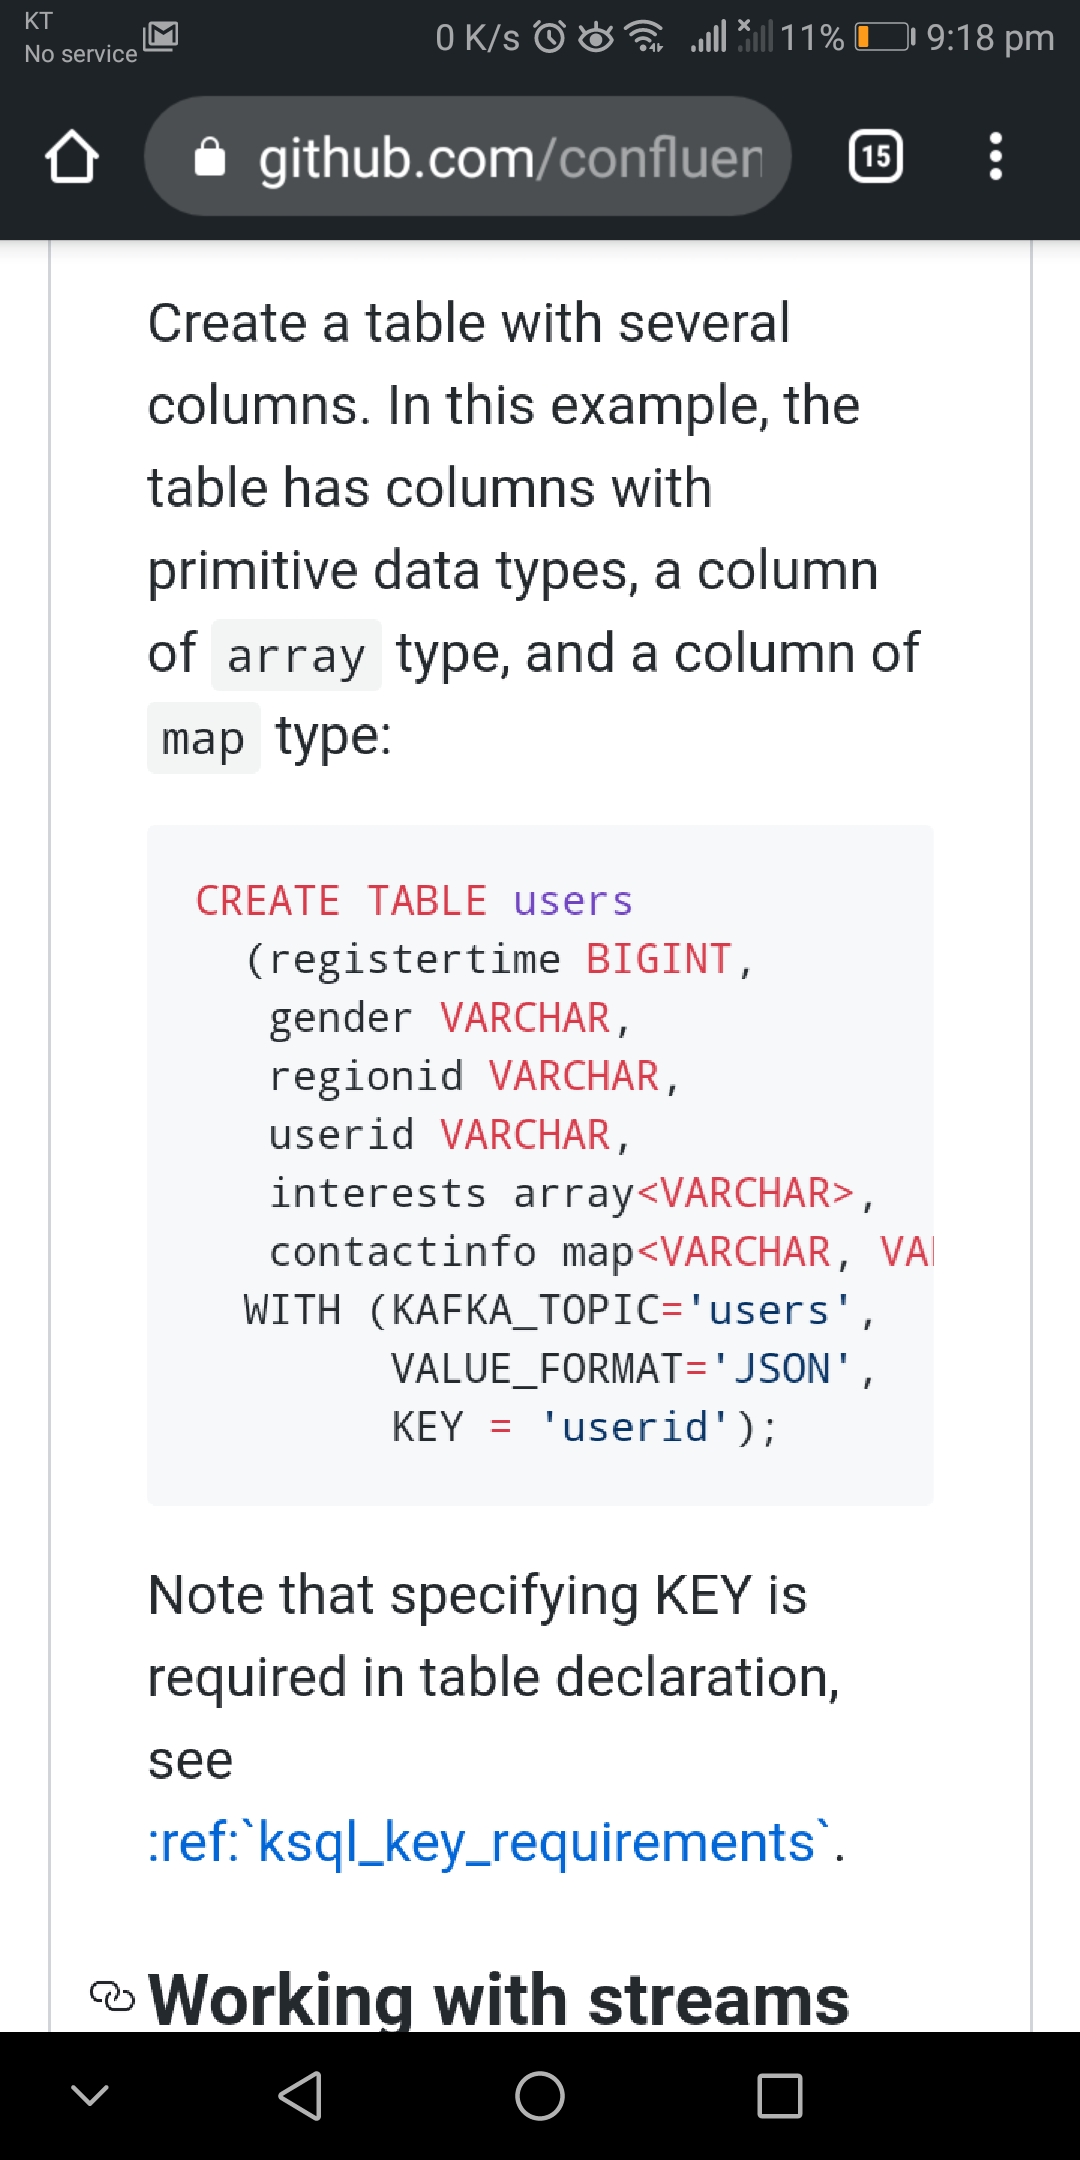 KT
No service
0 K/s 11% 9:18 pm
github.com/confluen
15
Create a table with several
columns. In this example, the
table has columns with
primitive data types, a column
of array type, and a column of
map type:
CREATE TABLE users
(registertime BIGINT,
gender VARCHAR,
regionid VARCHAR,
userid VARCHAR,
interests array<VARCHAR>,
contactinfo map<VARCHAR, VA
WITH (KAFKA_TOPIC='users',
VALUE_FORMAT='JSON',
KEY = 'userid');
Note that specifying KEY is
required in table declaration,
see
:ref:`ksql_key_requirements`.
Working with streams